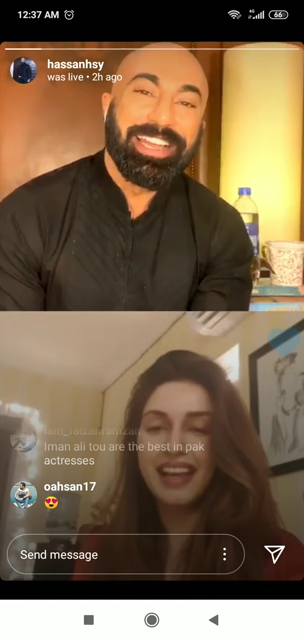 12:37 AM
4G
66
hassanhsy
was live • 2h ago
Iman ali tou are the best in pak
actresses
oahsan17
😍
Send message